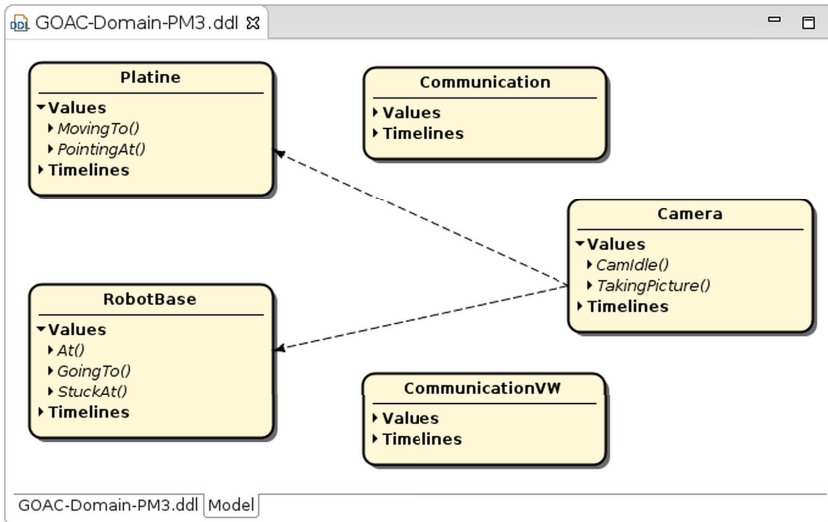 DDL GOAC-Domain-PM3.ddl
Platine
Values
MovingTo()
PointingAt()
Timelines
Communication
Values
Timelines
Camera
Values
CamIdle()
TakingPicture()
Timelines
RobotBase
Values
At()
GoingTo()
StuckAt()
Timelines
CommunicationVW
Values
Timelines
GOAC-Domain-PM3.ddl Model